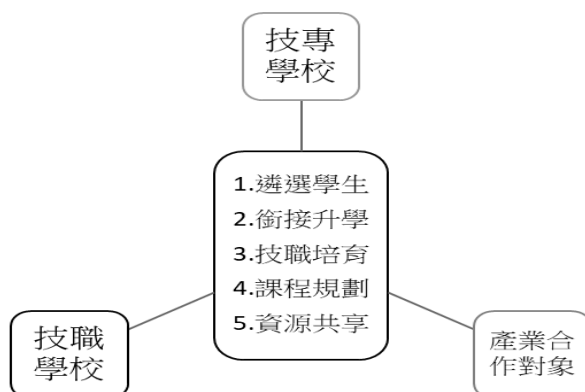 技專
學校
1.遴選學生
2.銜接升學
3.技職培育
4.課程規劃
5.資源共享
技職
學校
產業合
作對象